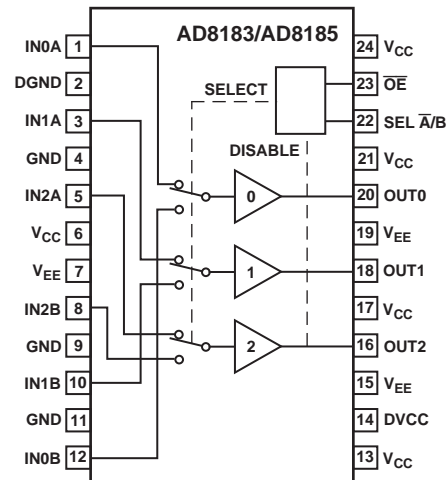 AD8183/AD8185
IN0A 1
DGND 2
IN1A 3
GND 4
IN2A 5
VCC 6
VEE 7
IN2B 8
GND 9
IN1B 10
GND 11
IN0B 12
SELECT
DISABLE
0
1
2
24 VCC
23 O̅E̅
22 SEL A̅/B
21 VCC
20 OUT0
19 VEE
18 OUT1
17 VCC
16 OUT2
15 VEE
14 DVCC
13 VCC